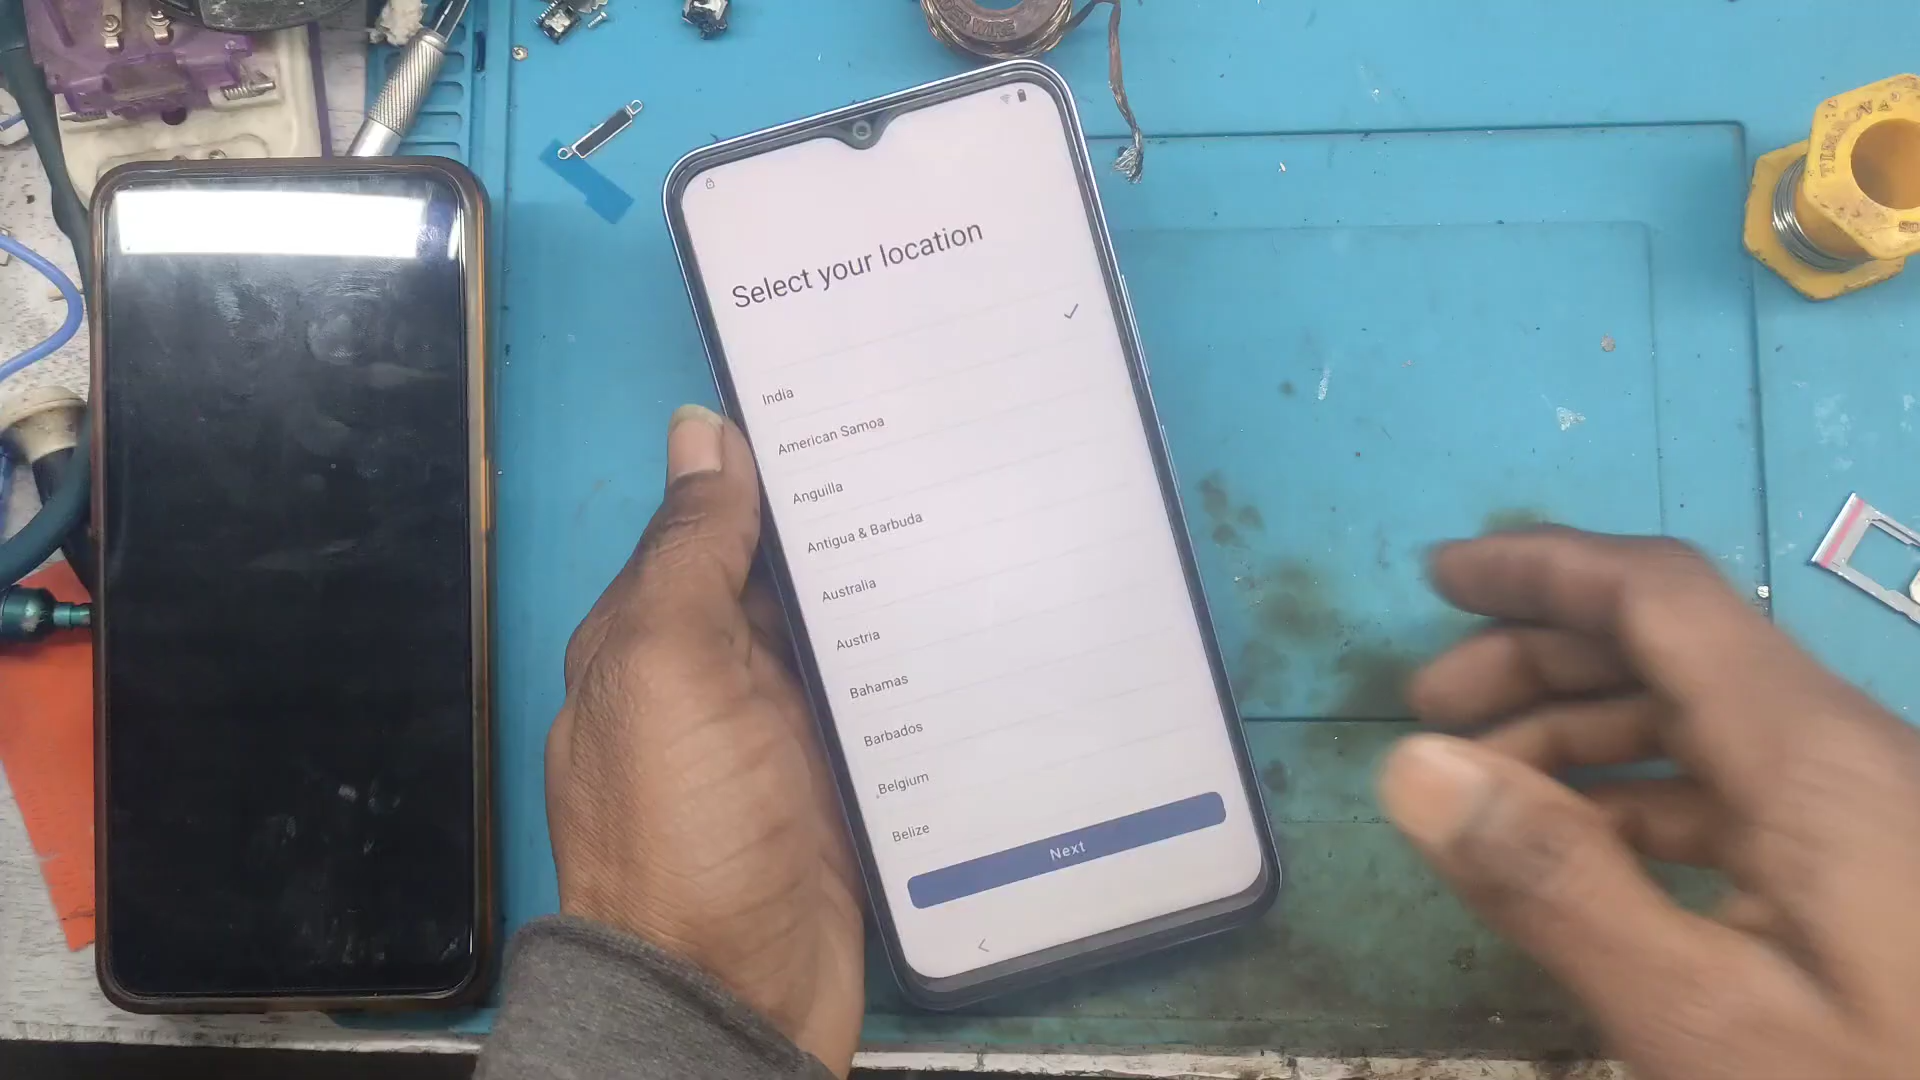 Select your location
India
American Samoa
Anguilla
Antigua & Barbuda
Australia
Austria
Bahamas
Barbados
Belgium
Belize
Next